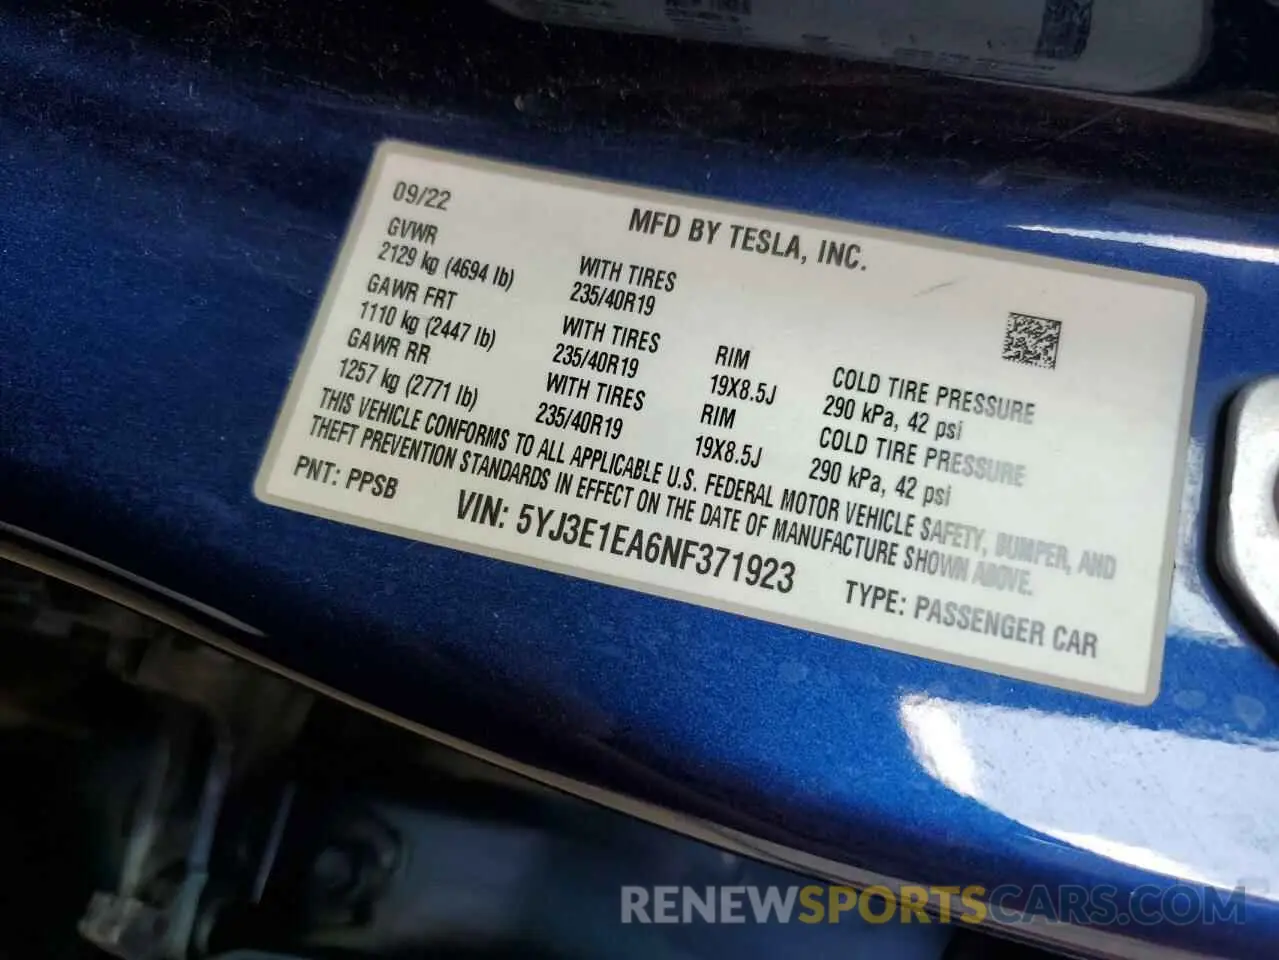 09/22
MFD BY TESLA, INC.
GVWR
2129 kg (4694 lb)
WITH TIRES
235/40R19
GAWR FRT
1110 kg (2447 lb)
WITH TIRES
235/40R19
RIM
19X8.5J
COLD TIRE PRESSURE
290 kPa, 42 psi
GAWR RR
1257 kg (2771 lb)
WITH TIRES
235/40R19
RIM
19X8.5J
COLD TIRE PRESSURE
290 kPa, 42 psi
THIS VEHICLE CONFORMS TO ALL APPLICABLE U.S. FEDERAL MOTOR VEHICLE SAFETY, BUMPER, AND
THEFT PREVENTION STANDARDS IN EFFECT ON THE DATE OF MANUFACTURE SHOWN ABOVE.
PNT: PPSB
VIN: 5YJ3E1EA6NF371923
TYPE: PASSENGER CAR
RENEWSPORTSCARS.COM